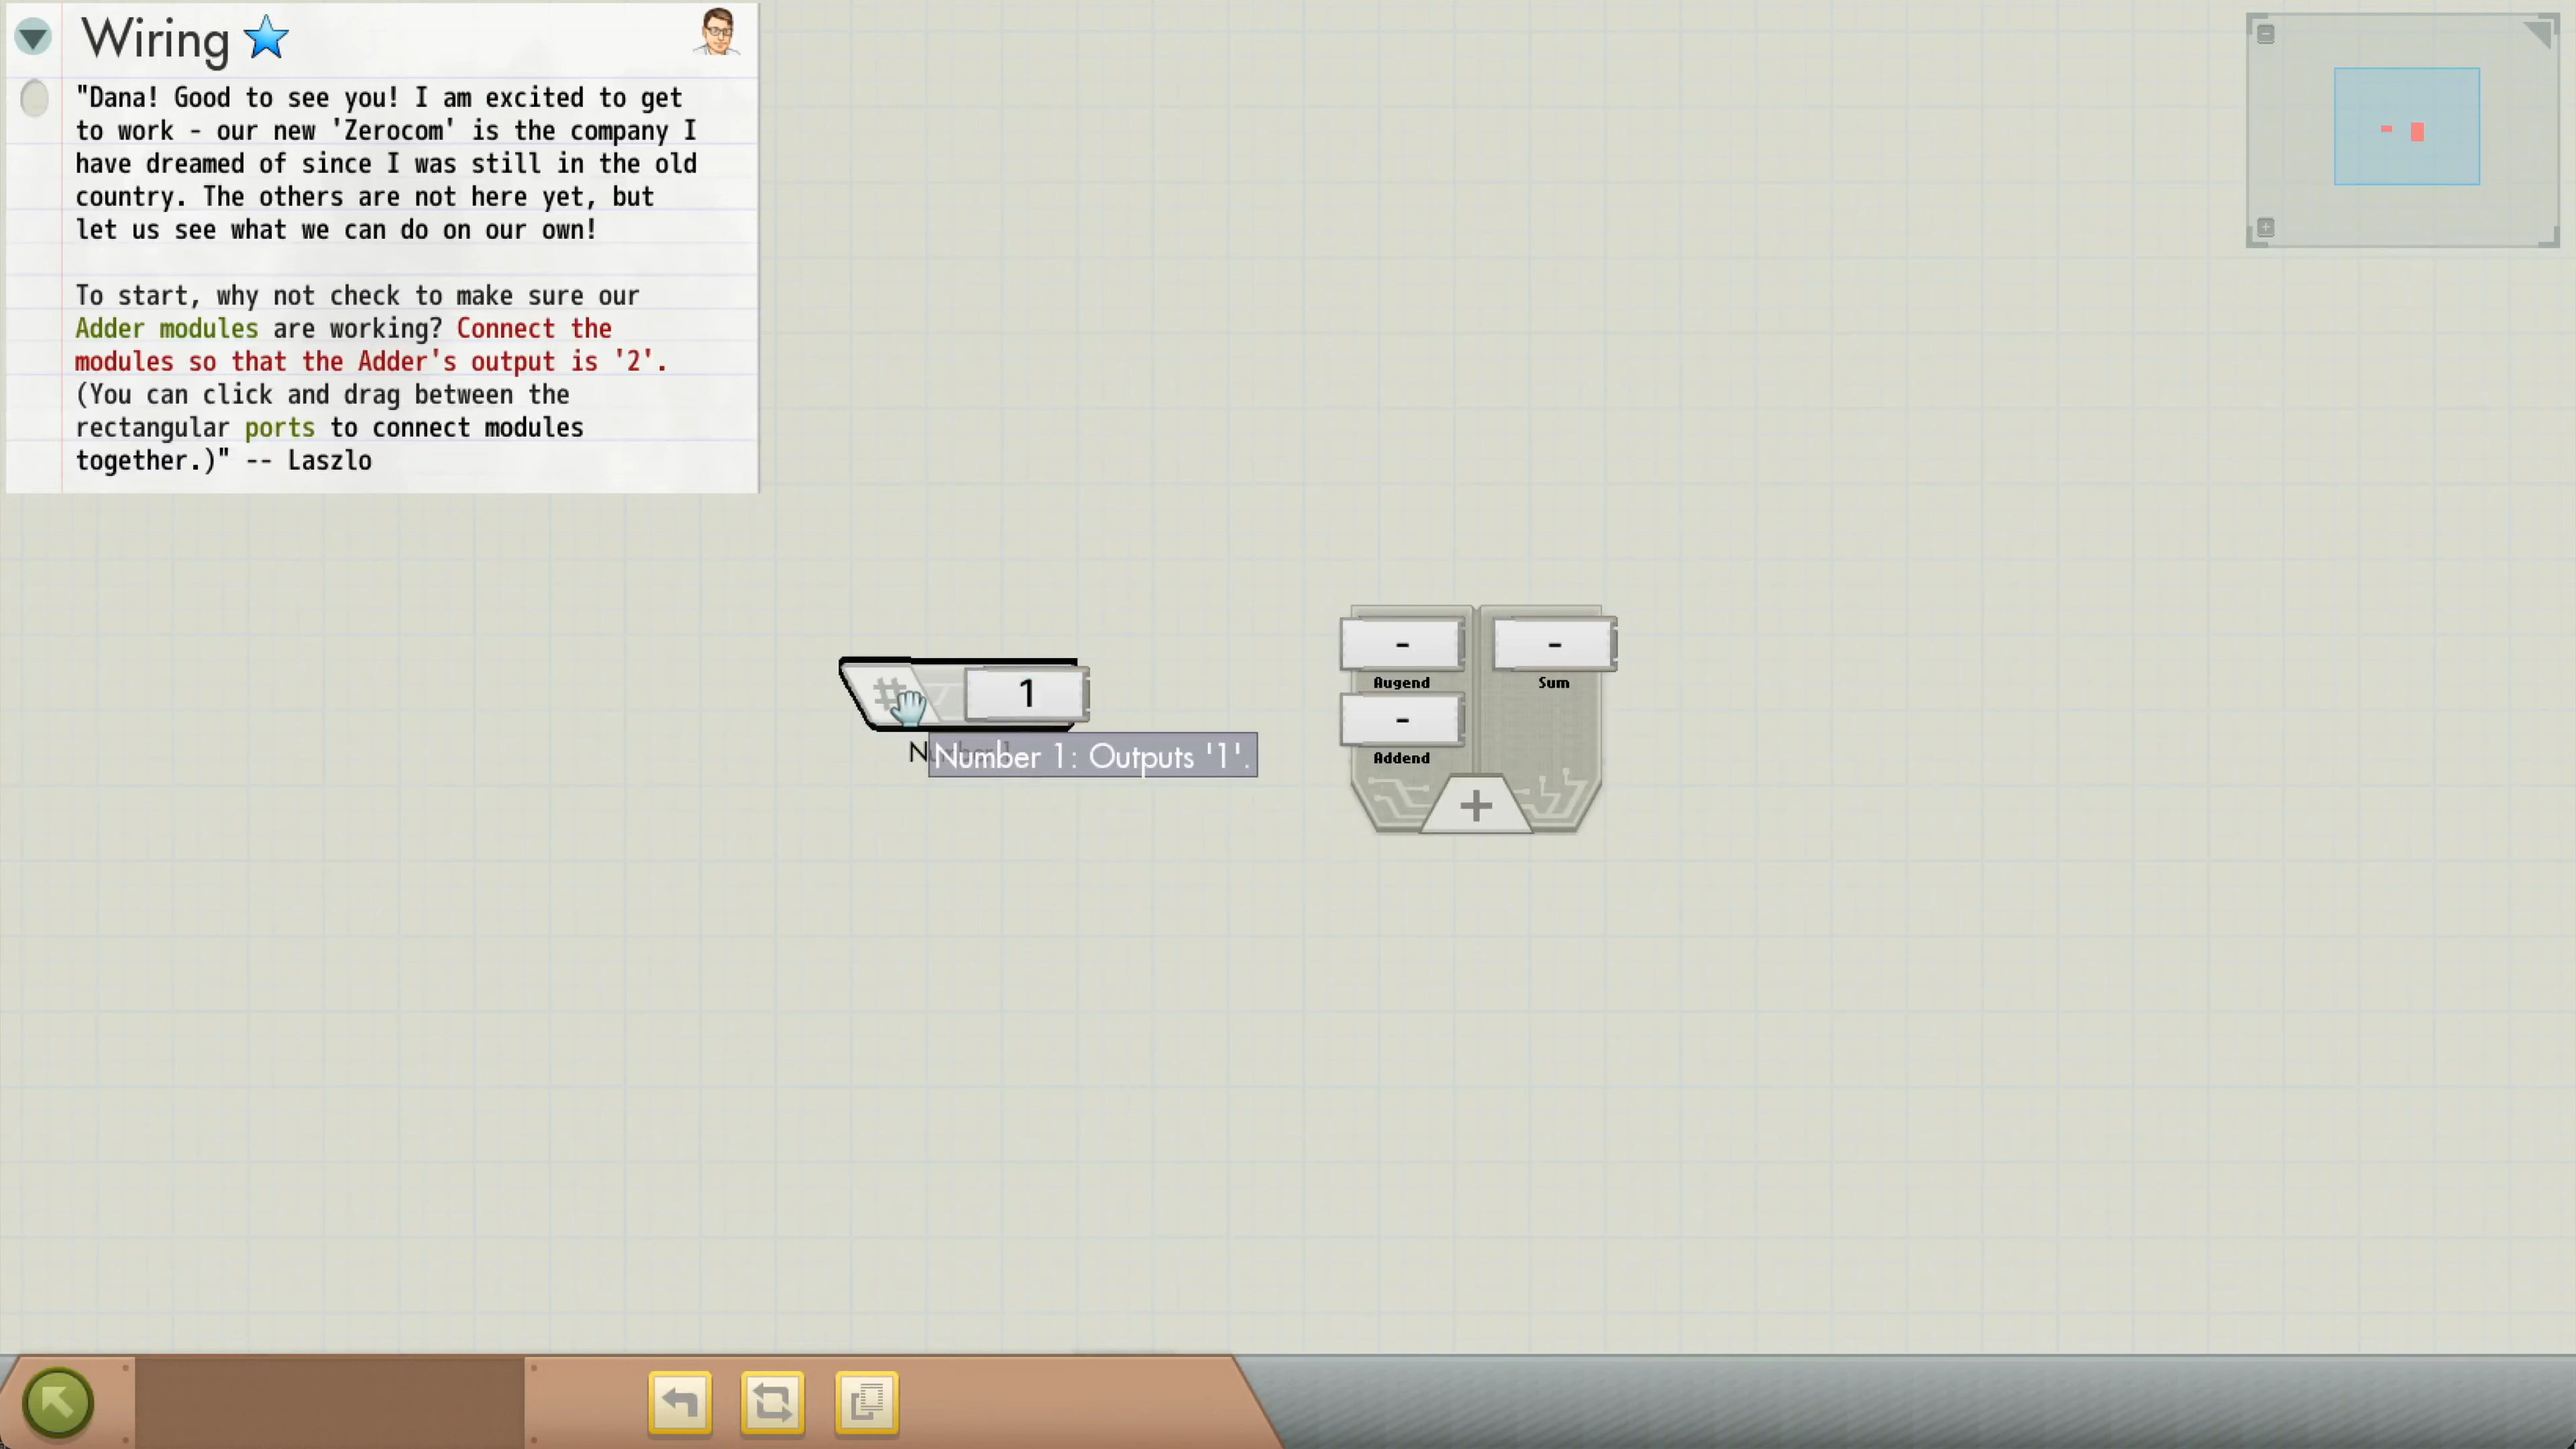 Wiring
"Dana! Good to see you! I am excited to get
to work - our new 'Zerocom' is the company I
have dreamed of since I was still in the old
country. The others are not here yet, but
let us see what we can do on our own!
To start, why not check to make sure our
Adder modules are working? Connect the
modules so that the Adder's output is '2'.
(You can click and drag between the
rectangular ports to connect modules
together.)" -- Laszlo
- -
Augend Sum
# 1
-
Number 1: Outputs '1'.
Addend
+